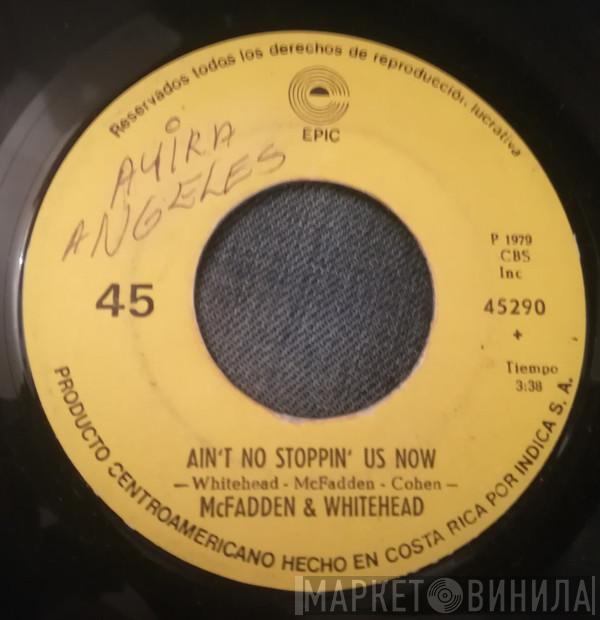 Reservados todos los derechos de reproducción, lucrativa
EPIC
AYIRA
ANGELES
P 1979
CBS
Inc
45
45290
+
Tiempo
3:38
AIN'T NO STOPPIN' US NOW
— Whitehead - McFadden - Cohen —
McFADDEN & WHITEHEAD
PRODUCTO CENTROAMERICANO HECHO EN COSTA RICA POR INDICA S. A.
МАРКЕТ ВИНИЛА